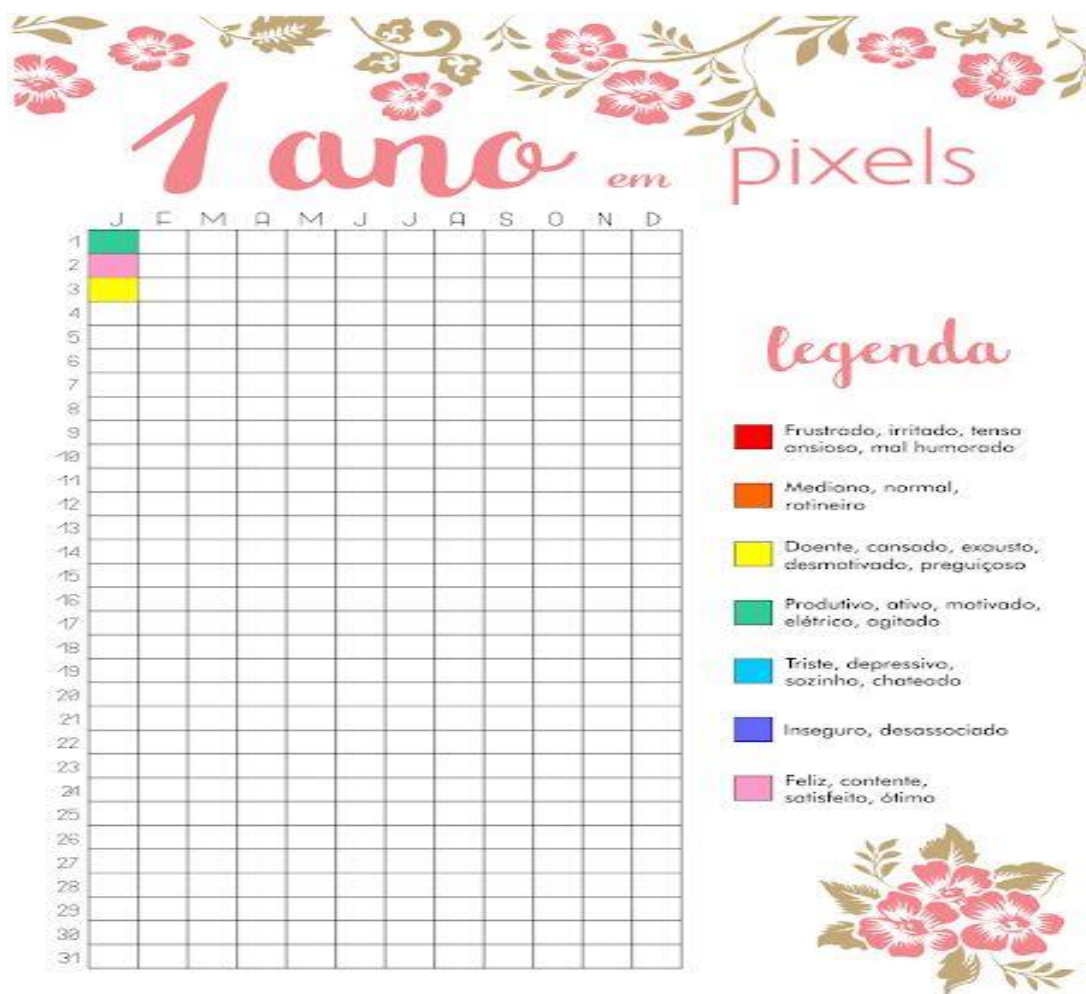 1 ano em pixels
J F M A M J J A S O N D
1
2
3
4
5
6
7
8
9
10
11
12
13
14
15
16
17
18
19
20
21
22
23
24
25
26
27
28
29
30
31
legenda
Frustrado, irritado, tenso
ansioso, mal humorado
Mediano, normal,
rotineiro
Doente, cansado, exausto,
desmotivado, preguiçoso
Produtivo, ativo, motivado,
elétrico, agitado
Triste, depressivo,
sozinho, chateado
Inseguro, desassociado
Feliz, contente,
satisfeito, ótimo